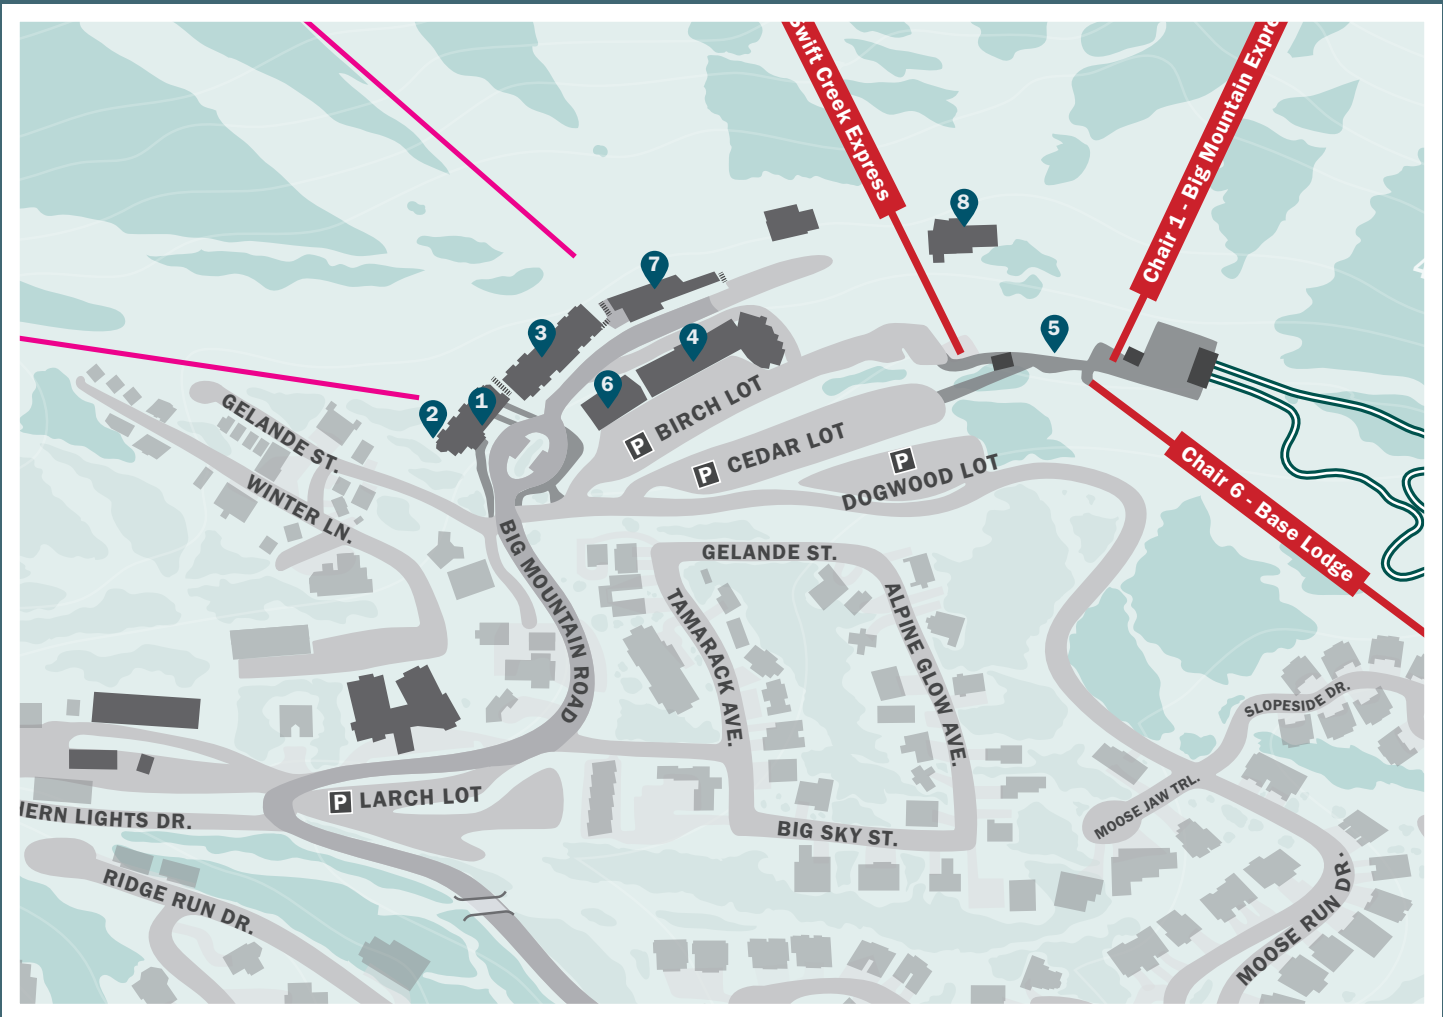 Swift Creek Express
Chair 1 - Big Mountain Expre
8
7
5
3
4
6
1
2
P BIRCH LOT
P CEDAR LOT
P
DOGWOOD LOT
GELANDE ST.
WINTER LN.
Chair 6 - Base Lodge
BIG MOUNTAIN ROAD
GELANDE ST.
TAMARACK AVE.
ALPINE GLOW AVE.
SLOPESIDE DR.
MOOSE JAW TRL.
P LARCH LOT
HERN LIGHTS DR.
BIG SKY ST.
RIDGE RUN DR.
MOOSE RUN DR.